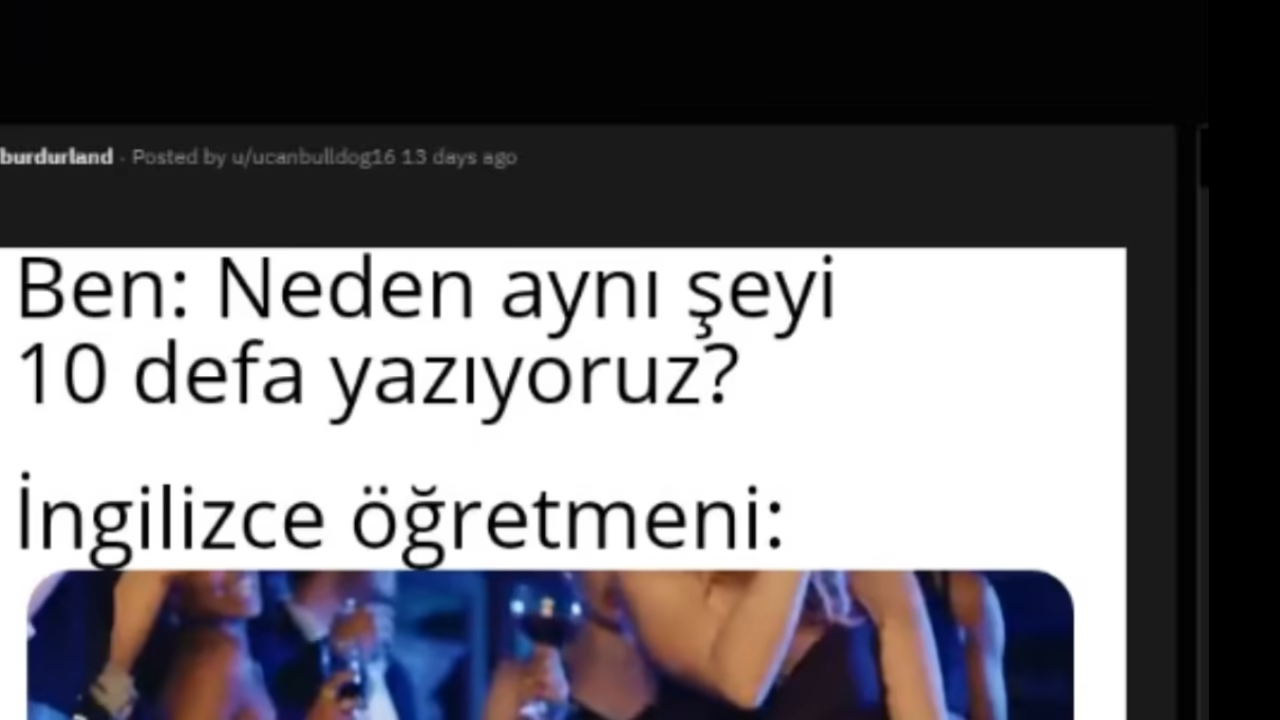 burdurland · Posted by u/ucanbulldog16 13 days ago
Ben: Neden aynı şeyi
10 defa yazıyoruz?
İngilizce öğretmeni: